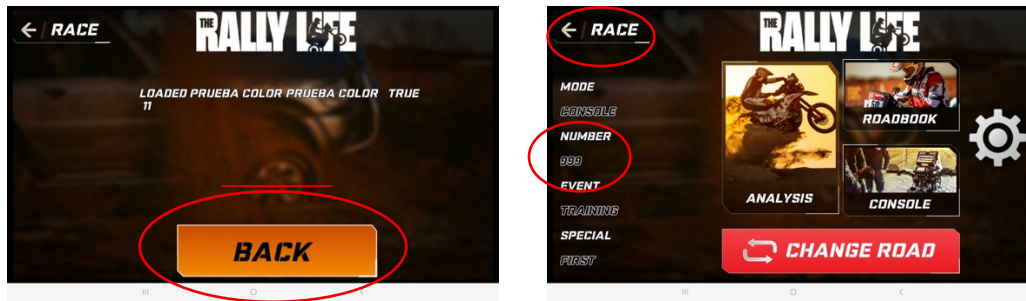 ← / RACE
THE
RALLY LIFE
LOADED PRUEBA COLOR PRUEBA COLOR TRUE
11
BACK
← / RACE
THE
RALLY LIFE
MODE
CONSOLE
NUMBER
999
EVENT
TRAINING
SPECIAL
FIRST
ANALYSIS
ROADBOOK
CONSOLE
CHANGE ROAD